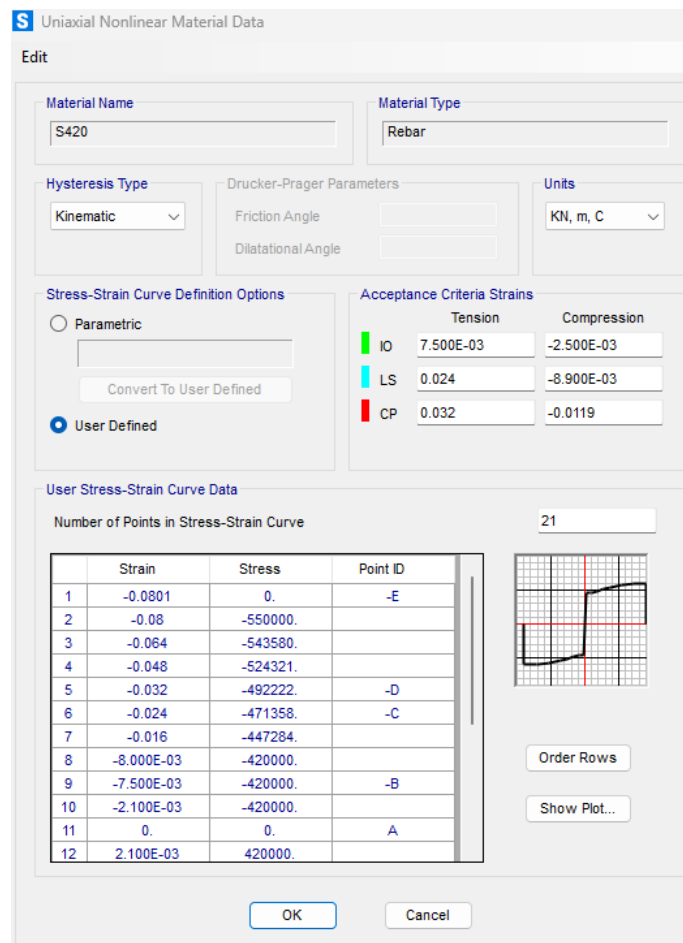 S Uniaxial Nonlinear Material Data
Edit
Material Name
S420
Material Type
Rebar
Hysteresis Type
Kinematic
Drucker-Prager Parameters
Friction Angle
Dilatational Angle
Units
KN, m, C
Stress-Strain Curve Definition Options
Parametric
Convert To User Defined
User Defined
Acceptance Criteria Strains
Tension Compression
IO 7.500E-03 -2.500E-03
LS 0.024 -8.900E-03
CP 0.032 -0.0119
User Stress-Strain Curve Data
Number of Points in Stress-Strain Curve 21
Strain Stress Point ID
1 -0.0801 0. -E
2 -0.08 -550000.
3 -0.064 -543580.
4 -0.048 -524321.
5 -0.032 -492222. -D
6 -0.024 -471358. -C
7 -0.016 -447284.
8 -8.000E-03 -420000.
9 -7.500E-03 -420000. -B
10 -2.100E-03 -420000.
11 0. 0. A
12 2.100E-03 420000.
Order Rows
Show Plot...
OK Cancel